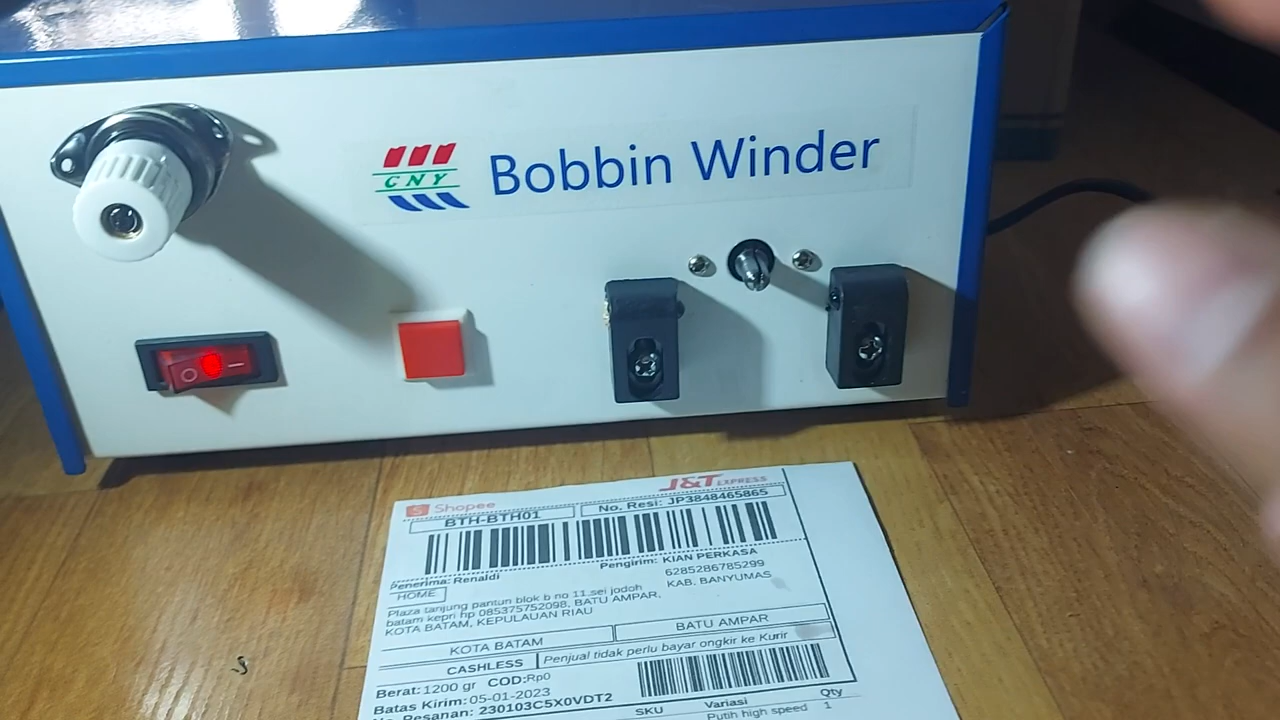 CNY
Bobbin Winder
Shopee
J&T EXPRESS
BTH-BTH01
No. Resi: JP3848465865
Penerima: Renaldi
Pengirim: KIAN PERKASA
HOME
6285286785299
KAB. BANYUMAS
Plaza tanjung pantun blok b no 11.sei jodoh
batam kepri hp 085375752098, BATU AMPAR,
KOTA BATAM, KEPULAUAN RIAU
KOTA BATAM
BATU AMPAR
CASHLESS
Penjual tidak perlu bayar ongkir ke Kurir
Berat: 1200 gr COD:Rp0
Batas Kirim: 05-01-2023
No. Pesanan: 230103C5X0VDT2
SKU Variasi Qty
Putih high speed 1